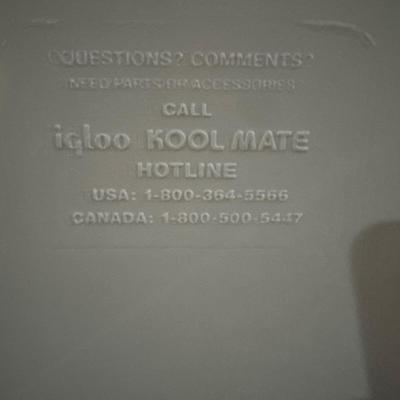 QUESTIONS? COMMENTS?
NEED PARTS OR ACCESSORIES
CALL
igloo KOOL MATE
HOTLINE
USA: 1-800-364-5566
CANADA: 1-800-500-5447